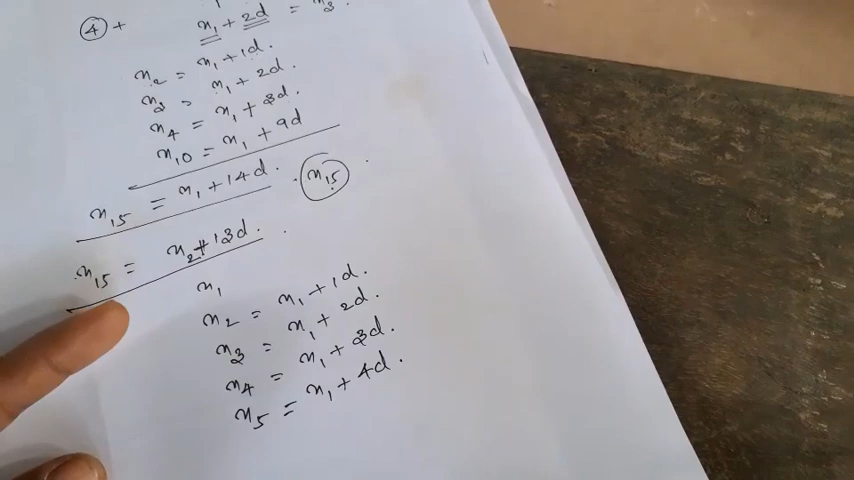 ④ + n₁ + 2d = n₃.
n₂ = n₁ + 1d.
n₃ = n₁ + 2d.
n₄ = n₁ + 3d.
n₁₀ = n₁ + 9d
n₁₅ = n₁ + 14d. n₁₅
n₁₅ = n₂ + 13d.
n₁
n₂ = n₁ + 1d.
n₃ = n₁ + 2d.
n₄ = n₁ + 3d.
n₅ = n₁ + 4d.